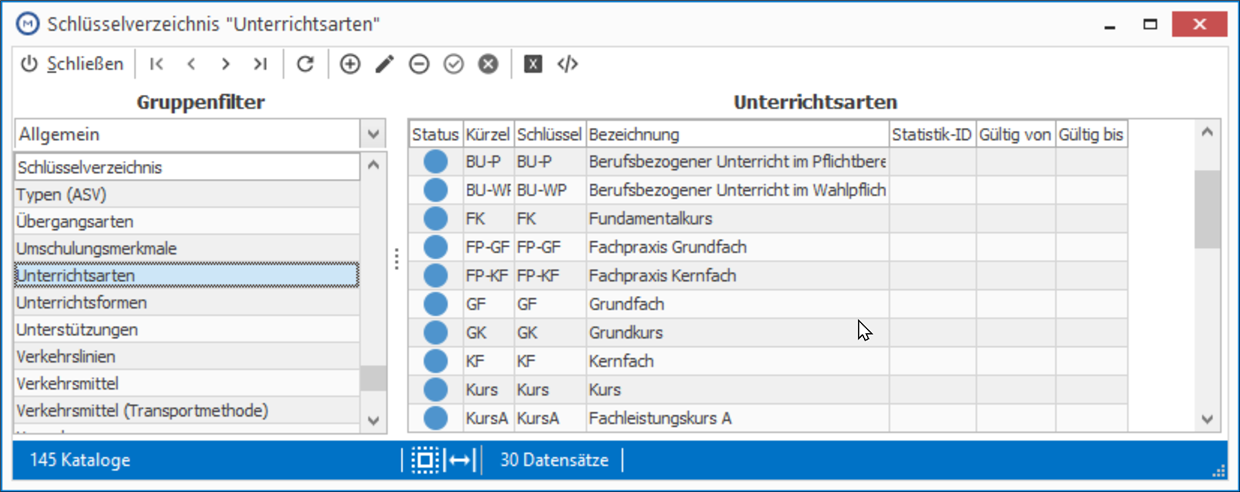 M Schlüsselverzeichnis "Unterrichtsarten"
Schließen
Gruppenfilter
Allgemein
Schlüsselverzeichnis
Typen (ASV)
Übergangsarten
Umschulungsmerkmale
Unterrichtsarten
Unterrichtsformen
Unterstützungen
Verkehrslinien
Verkehrsmittel
Verkehrsmittel (Transportmethode)
Unterrichtsarten
Status Kürzel Schlüssel Bezeichnung Statistik-ID Gültig von Gültig bis
BU-P BU-P Berufsbezogener Unterricht im Pflichtbere
BU-WP BU-WP Berufsbezogener Unterricht im Wahlpflich
FK FK Fundamentalkurs
FP-GF FP-GF Fachpraxis Grundfach
FP-KF FP-KF Fachpraxis Kernfach
GF GF Grundfach
GK GK Grundkurs
KF KF Kernfach
Kurs Kurs Kurs
KursA KursA Fachleistungskurs A
145 Kataloge
30 Datensätze